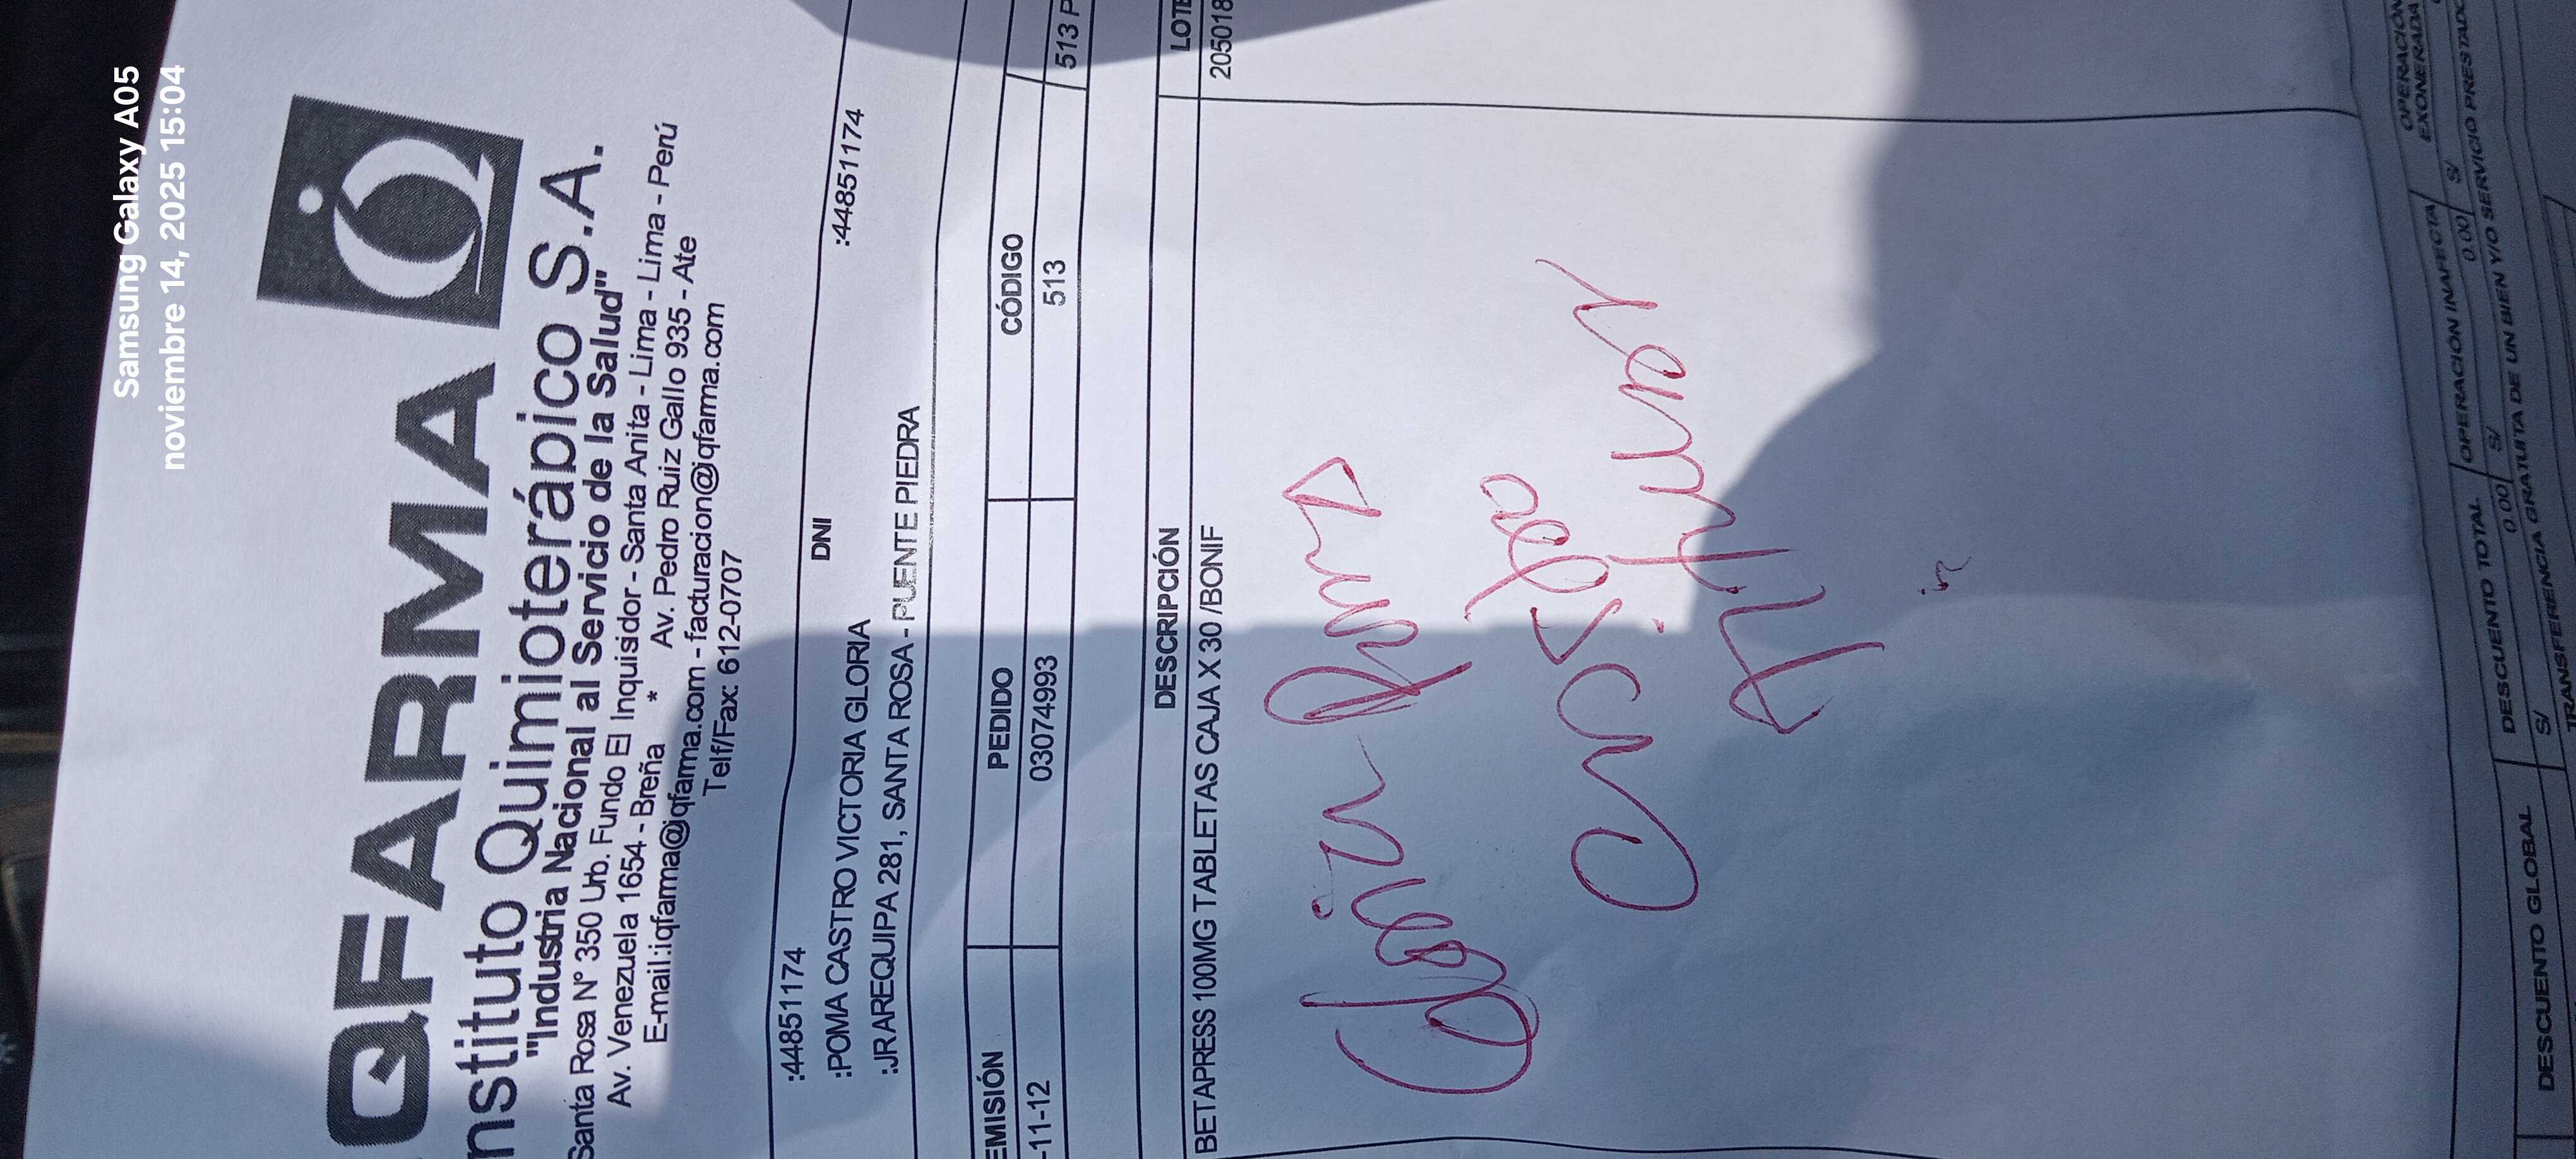 Samsung Galaxy A05
noviembre 14, 2025 15:04
QFARMA
nstituto Quimioterápico S.A.
"Industria Nacional al Servicio de la Salud"
Santa Rosa N° 350 Urb. Fundo El Inquisidor - Santa Anita - Lima - Lima - Perú
Av. Venezuela 1654 - Breña * Av. Pedro Ruiz Gallo 935 - Ate
E-mail:iqfarma@iqfarma.com - facturacion@iqfarma.com
Telf/Fax: 612-0707
:44851174 DNI :44851174
:POMA CASTRO VICTORIA GLORIA
:JR AREQUIPA 281, SANTA ROSA - PUENTE PIEDRA
EMISIÓN PEDIDO CÓDIGO
-11-12 03074993 513 513 P
DESCRIPCIÓN LOTE
BETAPRESS 100MG TABLETAS CAJA X 30 /BONIF 205018
DESCUENTO GLOBAL DESCUENTO TOTAL OPERACIÓN INAFECTA OPERACIÓN EXONERADA
S/ 0.00 S/ 0.00 S/
TRANSFERENCIA GRATUITA DE UN BIEN Y/O SERVICIO PRESTADO